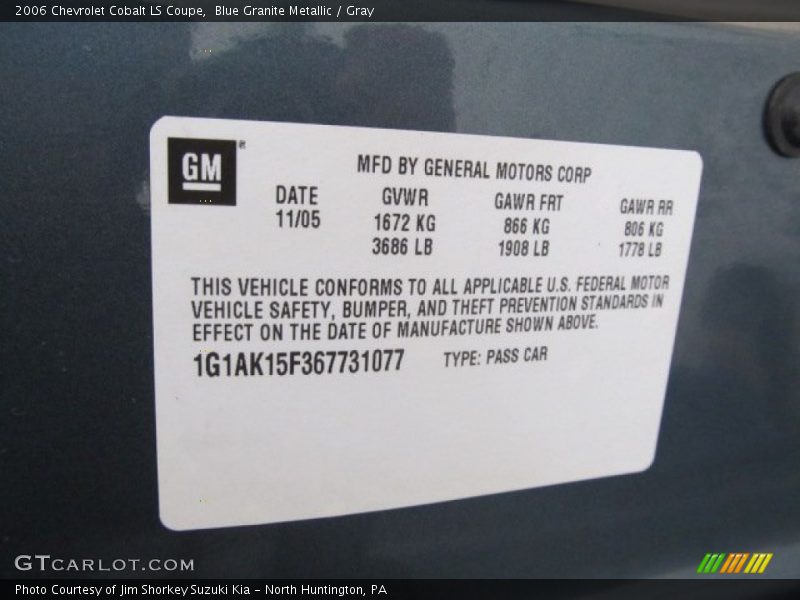 2006 Chevrolet Cobalt LS Coupe, Blue Granite Metallic / Gray
GM®
MFD BY GENERAL MOTORS CORP
DATE GVWR GAWR FRT GAWR RR
11/05 1672 KG 866 KG 806 KG
3686 LB 1908 LB 1778 LB
THIS VEHICLE CONFORMS TO ALL APPLICABLE U.S. FEDERAL MOTOR
VEHICLE SAFETY, BUMPER, AND THEFT PREVENTION STANDARDS IN
EFFECT ON THE DATE OF MANUFACTURE SHOWN ABOVE.
1G1AK15F367731077 TYPE: PASS CAR
GTCARLOT.COM
Photo Courtesy of Jim Shorkey Suzuki Kia – North Huntington, PA